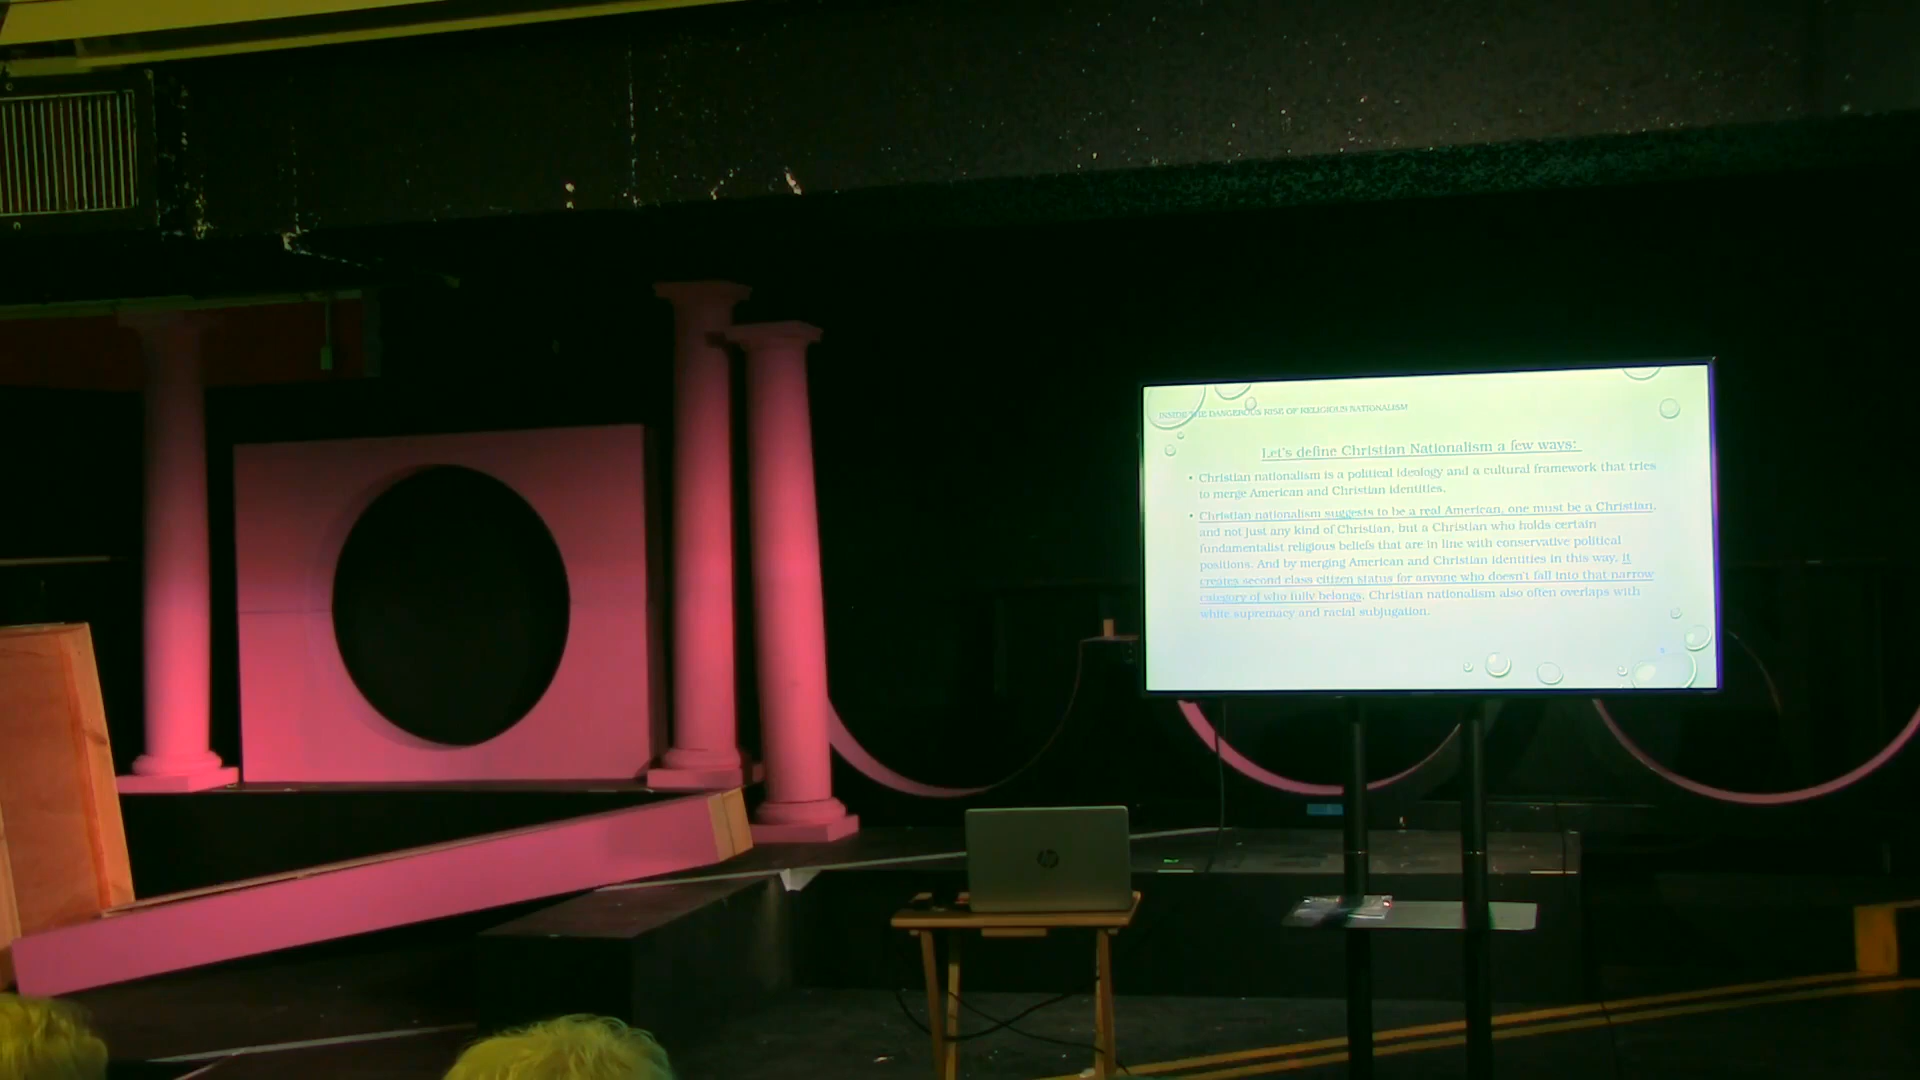 INSIDE THE DANGEROUS RISE OF RELIGIOUS NATIONALISM
Let's define Christian Nationalism a few ways:
• Christian nationalism is a political ideology and a cultural framework that tries
to merge American and Christian identities.
• Christian nationalism suggests to be a real American, one must be a Christian,
and not just any kind of Christian, but a Christian who holds certain
fundamentalist religious beliefs that are in line with conservative political
positions. And by merging American and Christian identities in this way, it
creates second class citizen status for anyone who doesn't fall into that narrow
category of who fully belongs. Christian nationalism also often overlaps with
white supremacy and racial subjugation.
hp